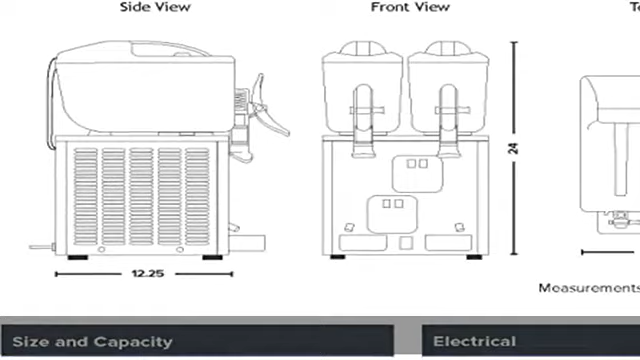 Side View
Front View
24
12.25
Measurements
Size and Capacity
Electrical